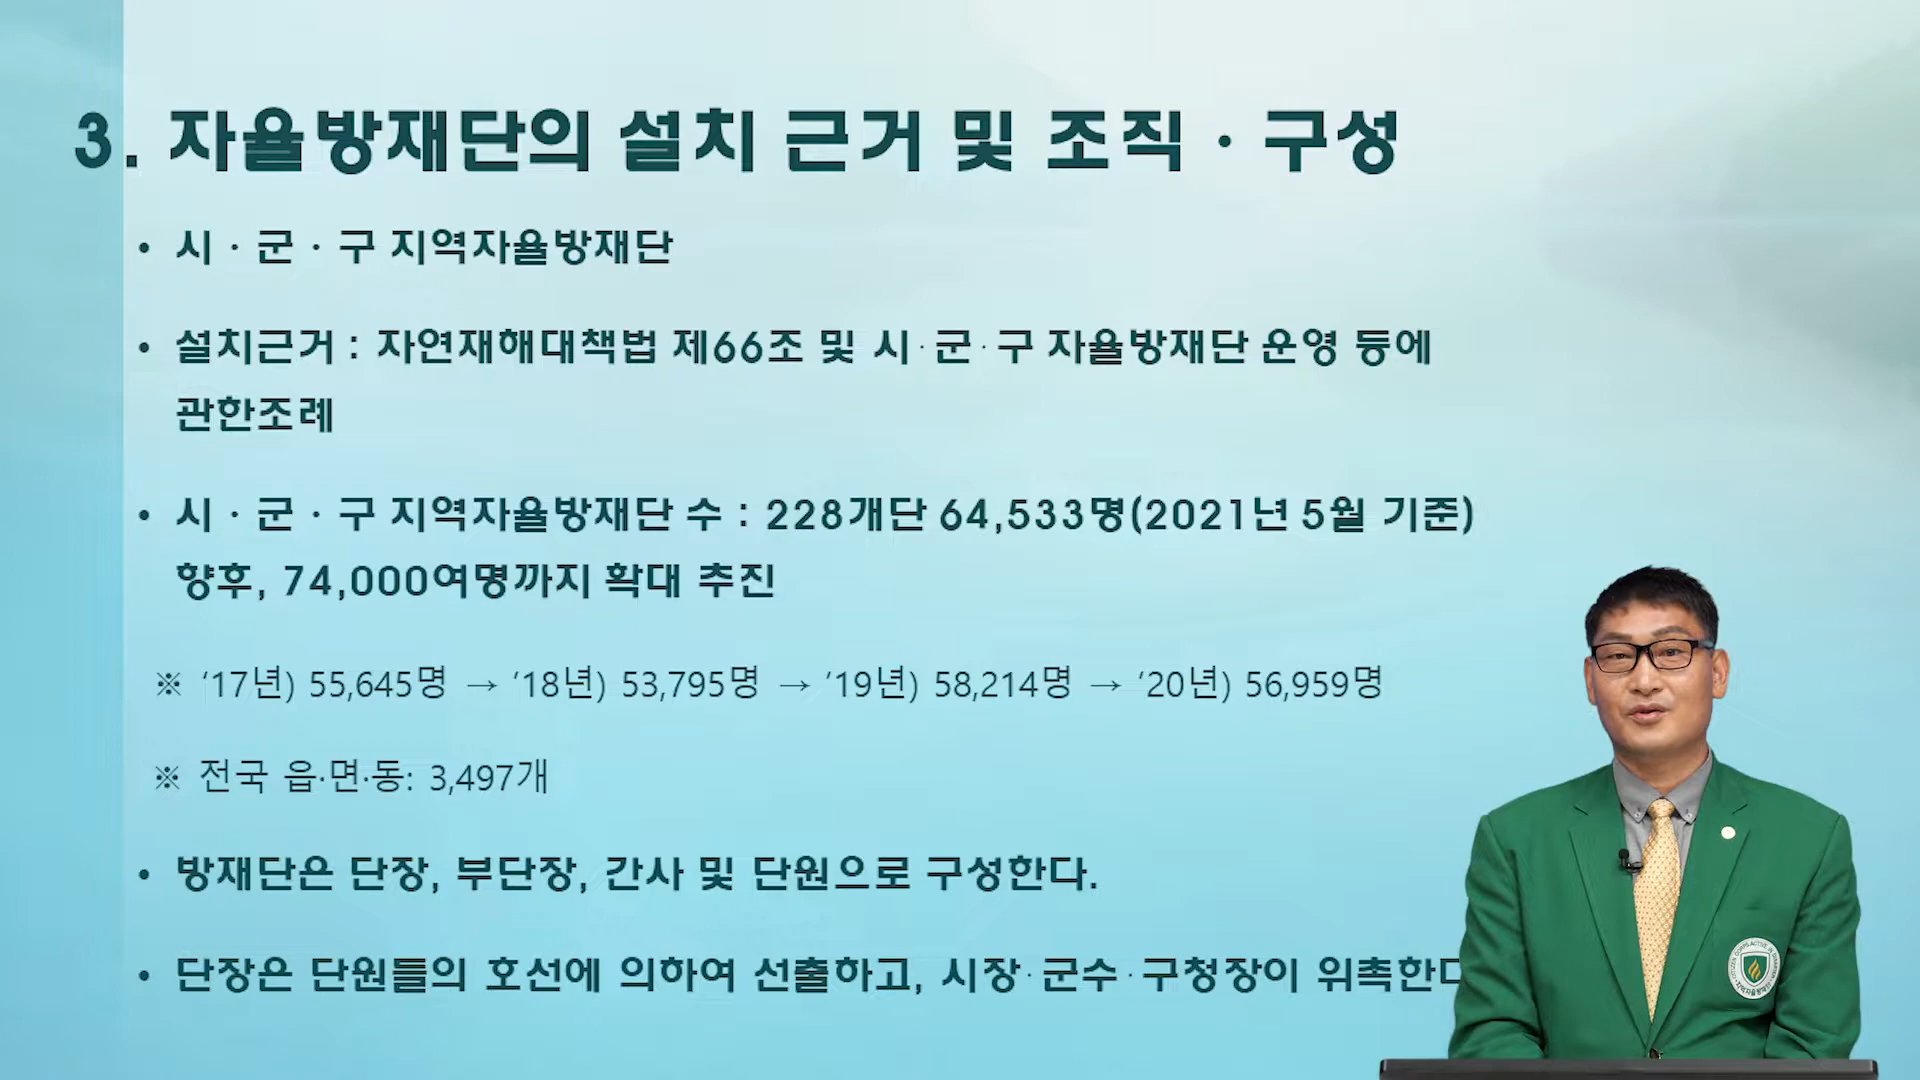 3. 자율방재단의 설치 근거 및 조직 · 구성
• 시 · 군 · 구 지역자율방재단
• 설치근거 : 자연재해대책법 제66조 및 시·군·구 자율방재단 운영 등에
관한조례
• 시 · 군 · 구 지역자율방재단 수 : 228개단 64,533명(2021년 5월 기준)
향후, 74,000여명까지 확대 추진
※ ‘17년) 55,645명 → ‘18년) 53,795명 → ‘19년) 58,214명 → ‘20년) 56,959명
※ 전국 읍·면·동: 3,497개
• 방재단은 단장, 부단장, 간사 및 단원으로 구성한다.
• 단장은 단원들의 호선에 의하여 선출하고, 시장·군수·구청장이 위촉한다
지역자율방재단